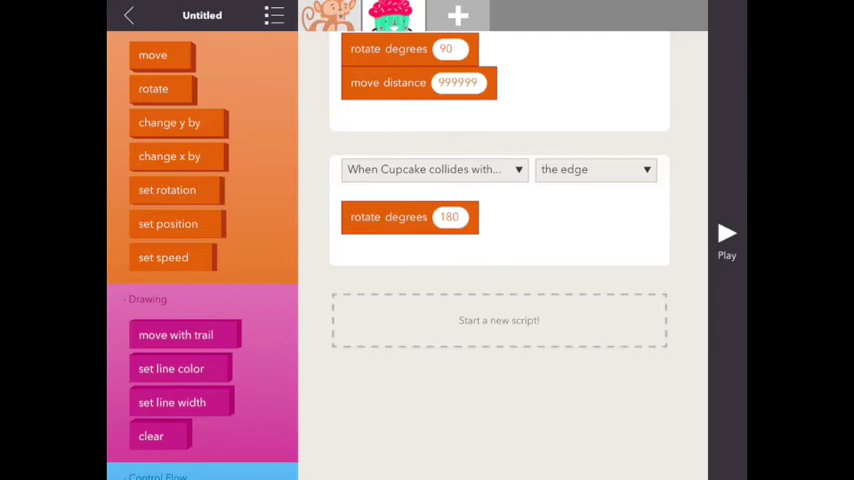 Untitled
move
rotate
change y by
change x by
set rotation
set position
set speed
- Drawing
move with trail
set line color
set line width
clear
- Control Flow
rotate degrees 90
move distance 999999
When Cupcake collides with... ▼ the edge ▼
rotate degrees 180
Start a new script!
Play